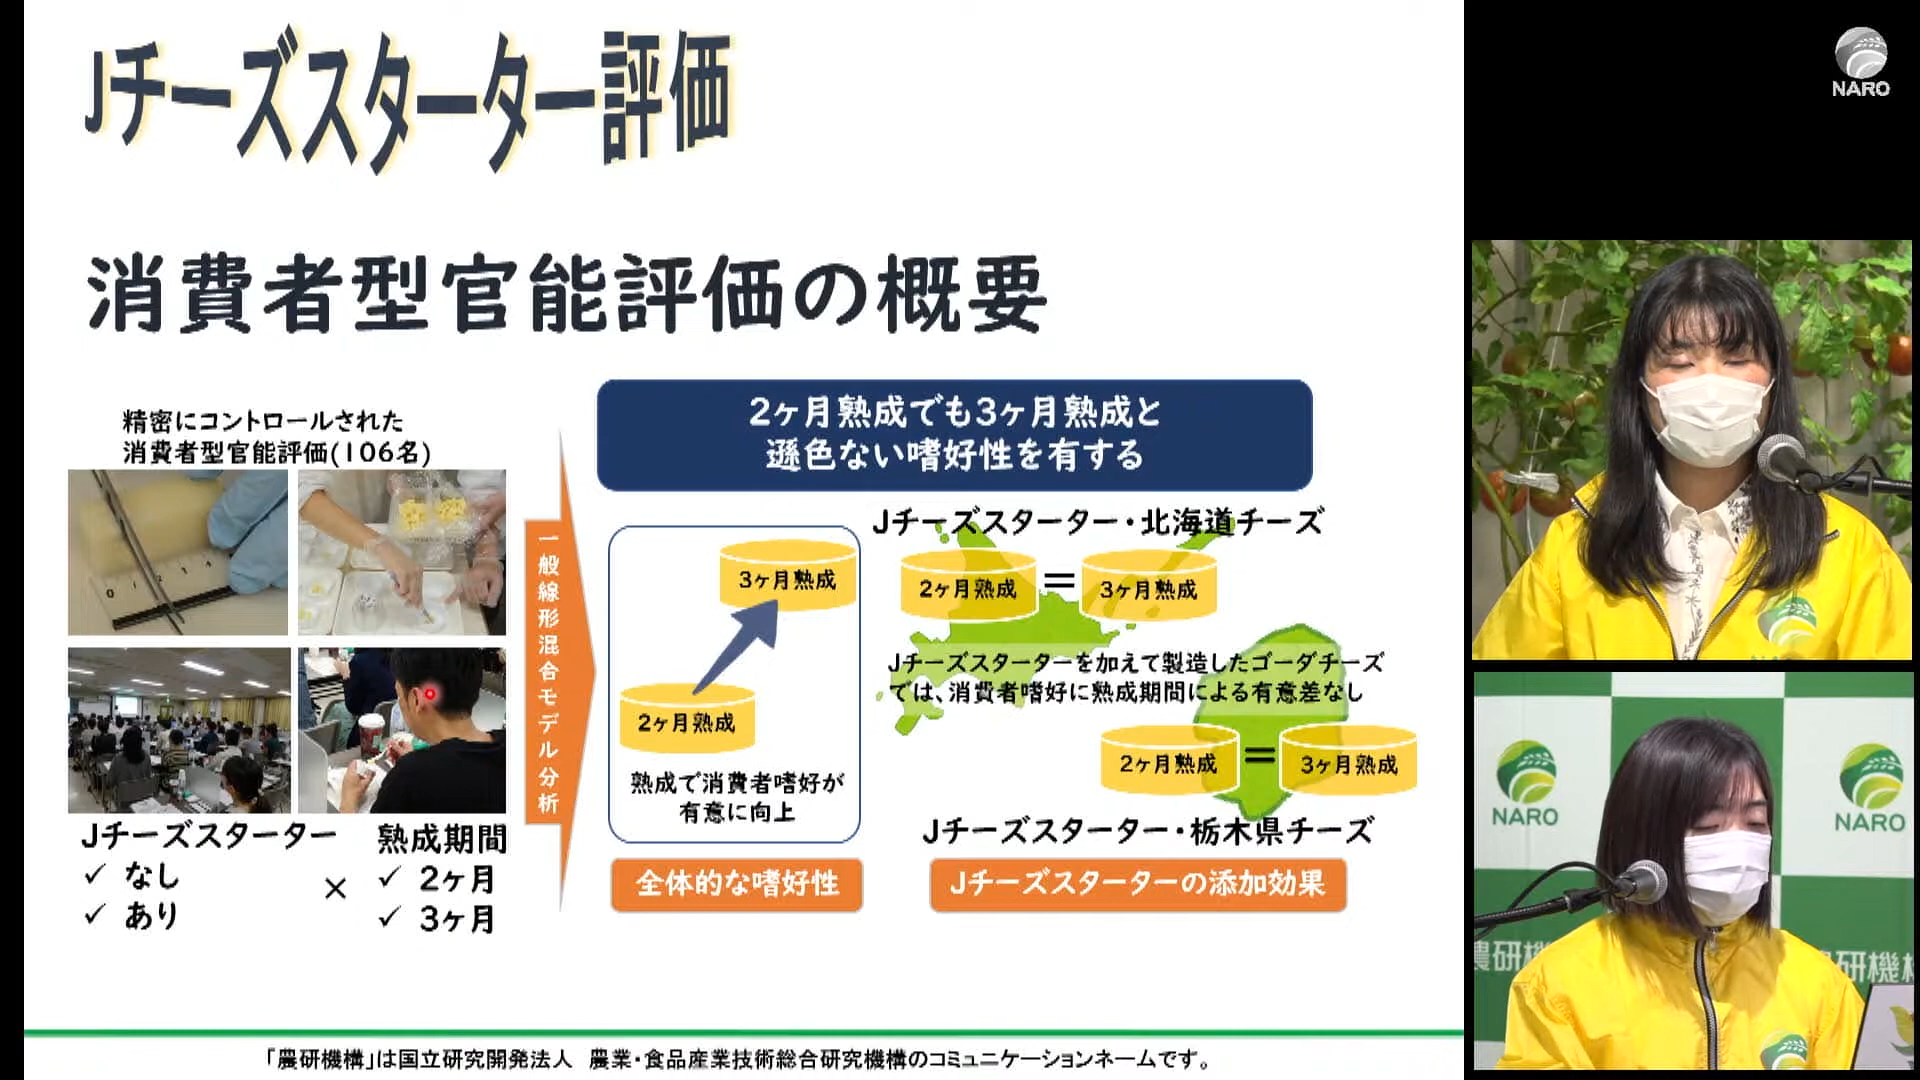 Jチーズスターター評価
消費者型官能評価の概要
精密にコントロールされた
消費者型官能評価(106名)
0 1 2 3 4
Jチーズスターター
✓ なし
✓ あり
×
熟成期間
✓ 2ヶ月
✓ 3ヶ月
一般線形混合モデル分析
2ヶ月熟成でも3ヶ月熟成と
遜色ない嗜好性を有する
3ヶ月熟成
2ヶ月熟成
熟成で消費者嗜好が
有意に向上
全体的な嗜好性
Jチーズスターター・北海道チーズ
2ヶ月熟成 = 3ヶ月熟成
Jチーズスターターを加えて製造したゴーダチーズ
では、消費者嗜好に熟成期間による有意差なし
2ヶ月熟成 = 3ヶ月熟成
Jチーズスターター・栃木県チーズ
Jチーズスターターの添加効果
「農研機構」は国立研究開発法人 農業・食品産業技術総合研究機構のコミュニケーションネームです。
NARO
NARO
NARO
農研機
研機構